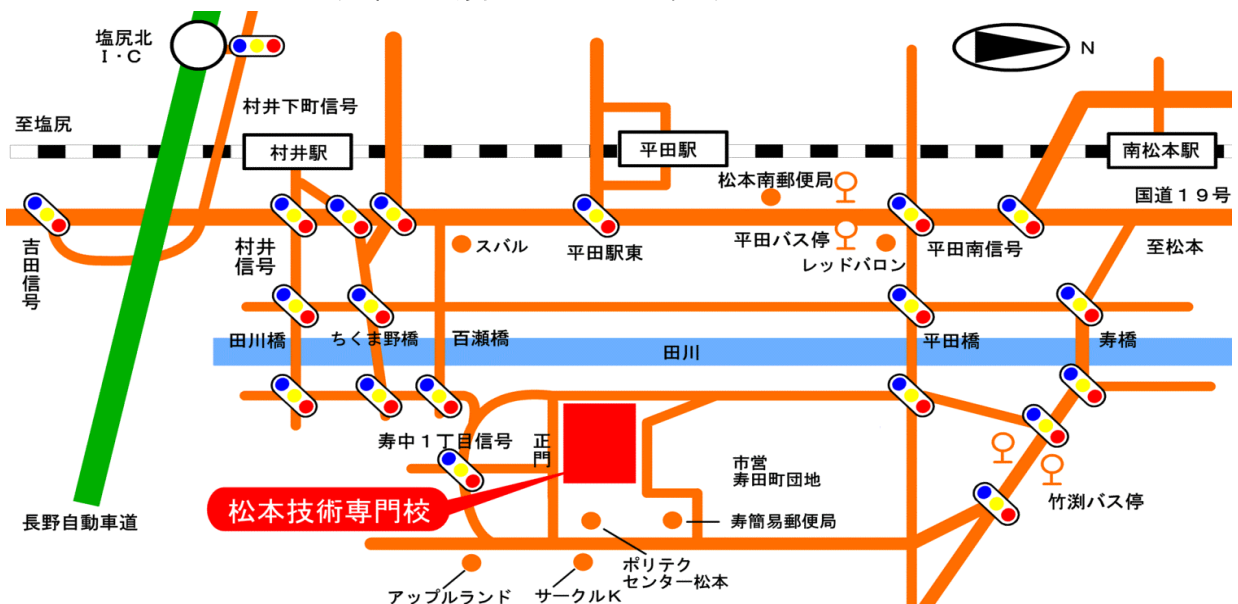 塩尻北
I・C
N
村井下町信号
至塩尻
村井駅
平田駅
南松本駅
松本南郵便局
国道19号
吉田信号
村井
信号
スバル
平田駅東
平田バス停
レッドバロン
平田南信号
至松本
田川橋
ちくま野橋
百瀬橋
田川
平田橋
寿橋
寿中1丁目信号
正門
市営
寿田町団地
竹渕バス停
松本技術専門校
長野自動車道
寿簡易郵便局
ポリテク
センター松本
アップルランド
サークルK